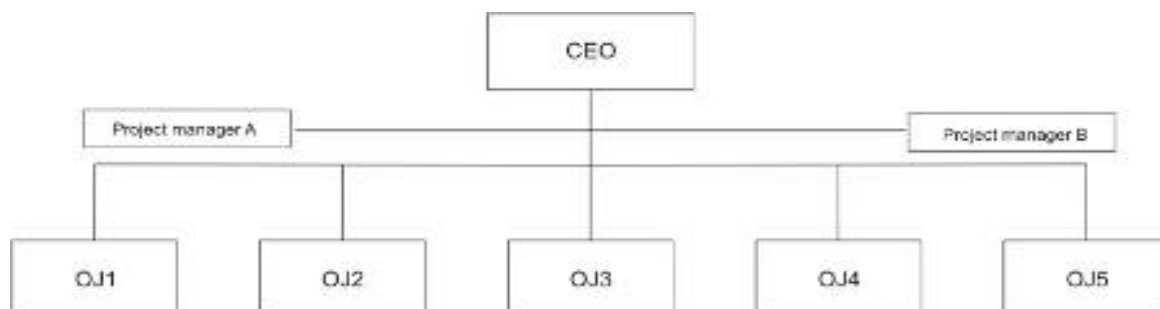 CEO
Project manager A
Project manager B
OJ1
OJ2
OJ3
OJ4
OJ5